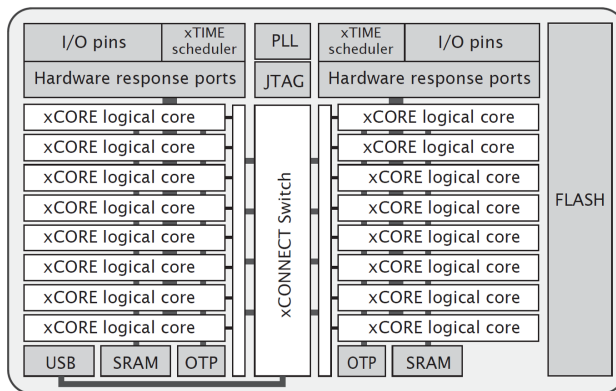 I/O pins
xTIME
scheduler
PLL
xTIME
scheduler
I/O pins
Hardware response ports
JTAG
Hardware response ports
xCORE logical core
xCORE logical core
xCORE logical core
xCORE logical core
xCORE logical core
xCORE logical core
xCORE logical core
xCORE logical core
xCONNECT Switch
xCORE logical core
xCORE logical core
xCORE logical core
xCORE logical core
xCORE logical core
xCORE logical core
xCORE logical core
xCORE logical core
FLASH
USB
SRAM
OTP
OTP
SRAM